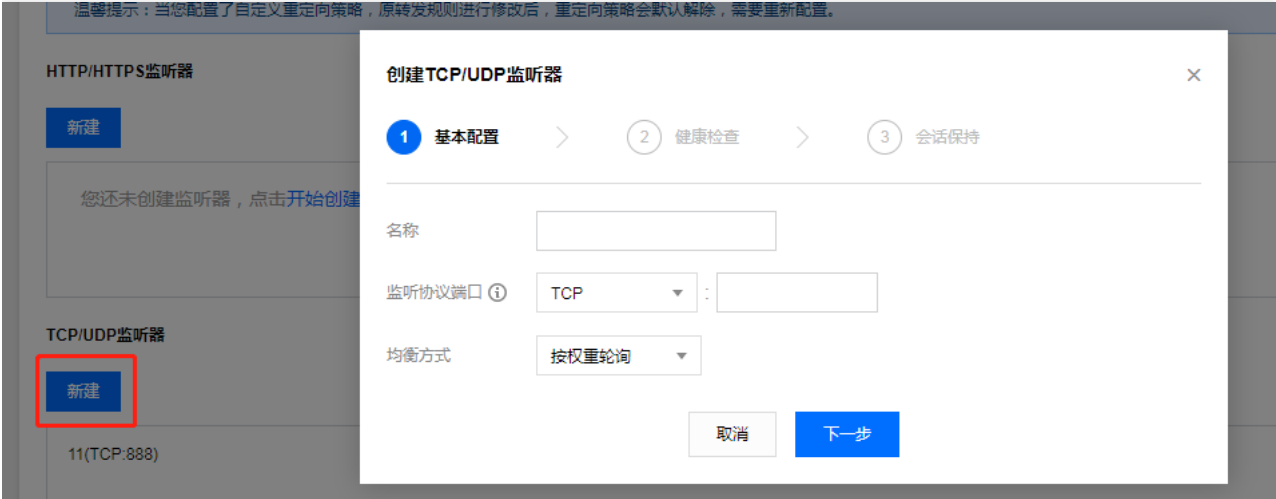 温馨提示：当您配置了自定义重定向策略，原转发规则进行修改后，重定向策略会默认解除，需要重新配置。
HTTP/HTTPS监听器
新建
您还未创建监听器，点击开始创建
TCP/UDP监听器
新建
11(TCP:888)
创建TCP/UDP监听器
1 基本配置
2 健康检查
3 会话保持
名称
监听协议端口 TCP :
均衡方式 按权重轮询
取消 下一步